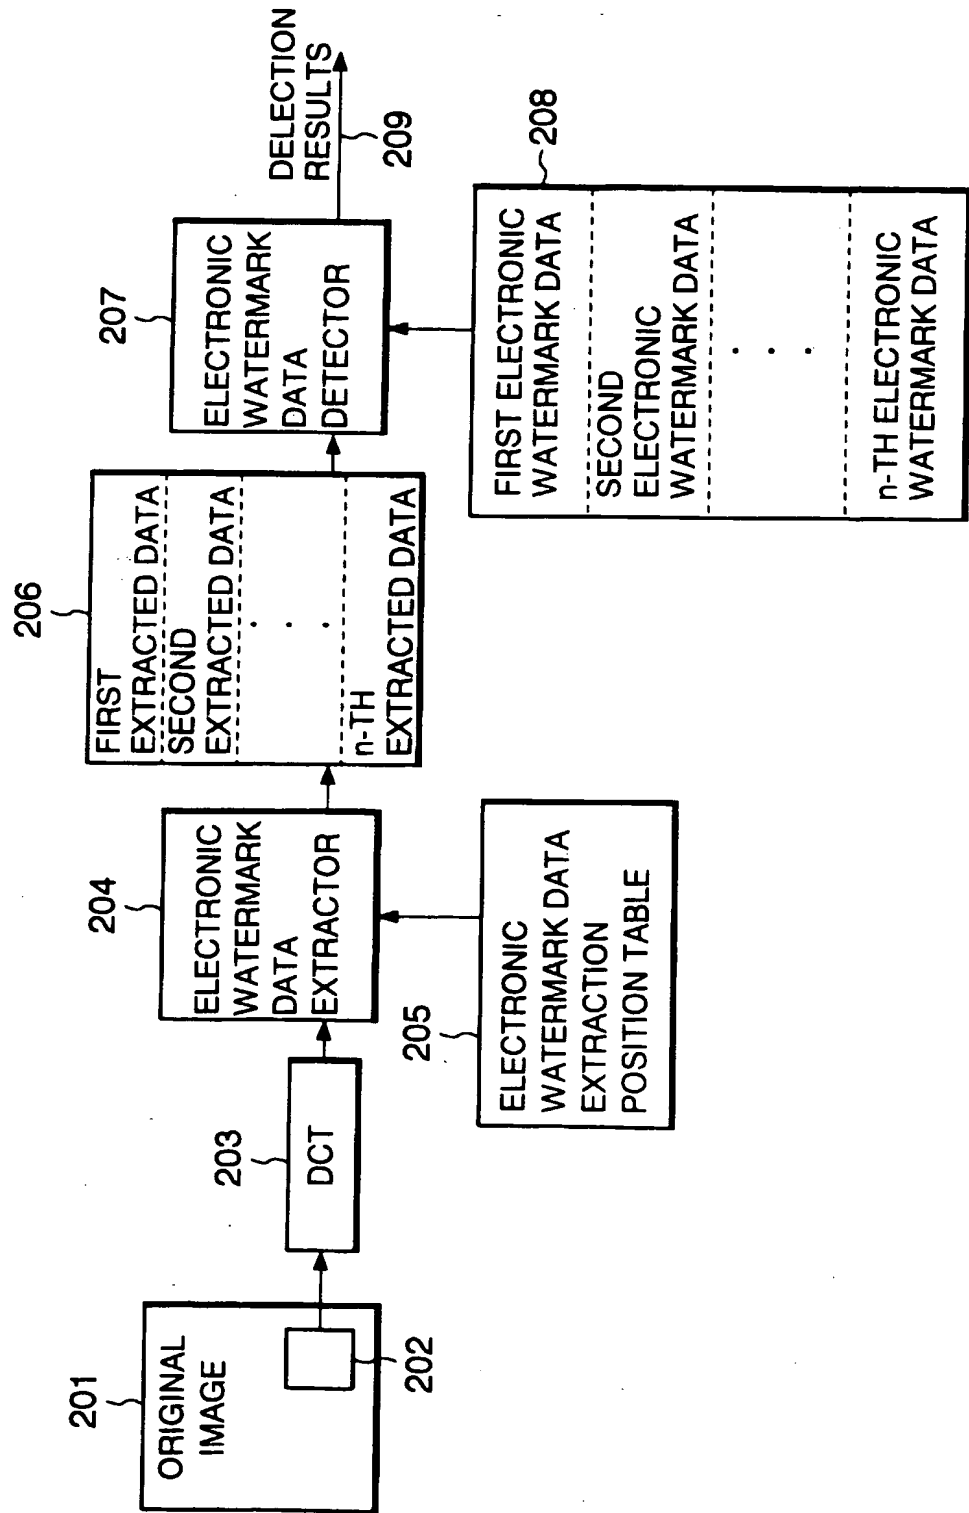 201
ORIGINAL
IMAGE
202
203
DCT
204
ELECTRONIC
WATERMARK
DATA
EXTRACTOR
205
ELECTRONIC
WATERMARK DATA
EXTRACTION
POSITION TABLE
206
FIRST
EXTRACTED DATA
SECOND
EXTRACTED DATA
. . .
n-TH
EXTRACTED DATA
207
ELECTRONIC
WATERMARK
DATA
DETECTOR
DELECTION
RESULTS
209
208
FIRST ELECTRONIC
WATERMARK DATA
SECOND
ELECTRONIC
WATERMARK DATA
. . .
n-TH ELECTRONIC
WATERMARK DATA